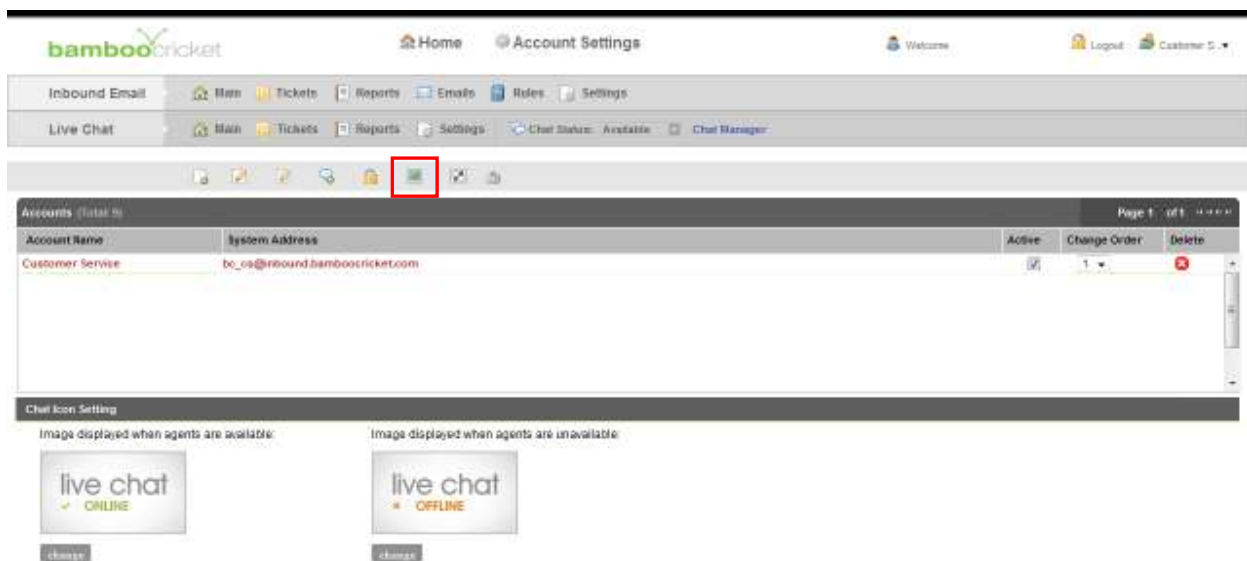 bamboocricket
Home Account Settings Welcome Logout Customer S..
Inbound Email Main Tickets Reports Emails Rules Settings
Live Chat Main Tickets Reports Settings Chat Status: Available Chat Manager
Accounts (Total: 9) Page 1 of 1
Account Name System Address Active Change Order Delete
Customer Service bc_cs@inbound.bamboocricket.com 1
Chat Icon Setting
Image displayed when agents are available: Image displayed when agents are unavailable:
live chat live chat
ONLINE OFFLINE
change change